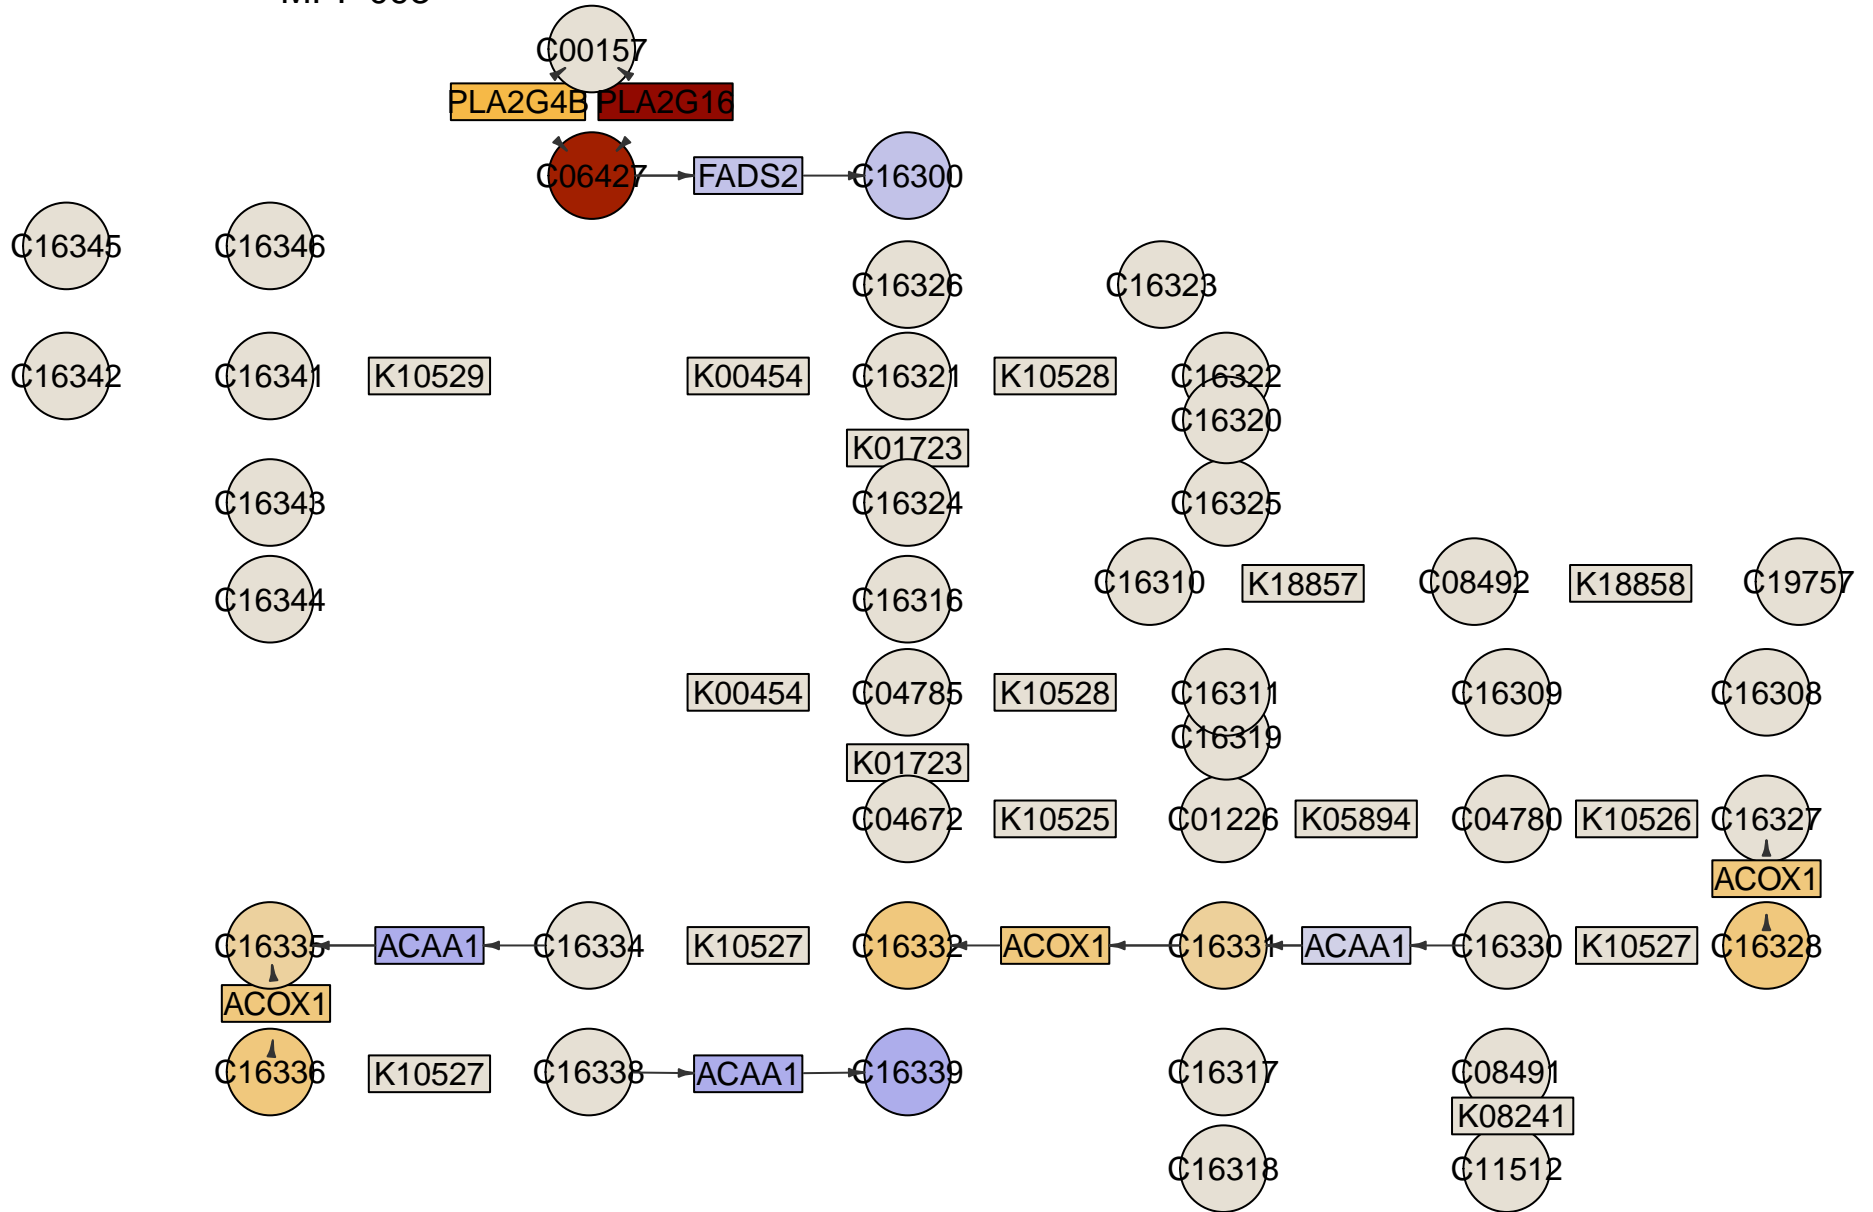 C00157
PLA2G4B PLA2G16
C06427 FADS2 C16300
C16345 C16346
C16326 C16323
C16342 C16341 K10529 K00454 C16321 K10528 C16322
C16320
K01723
C16343 C16324 C16325
C16310 K18857 C08492 K18858 C19757
C16344 C16316
K00454 C04785 K10528 C16311 C16309 C16308
C16319
K01723
C04672 K10525 C01226 K05894 C04780 K10526 C16327
ACOX1
C16335 ACAA1 C16334 K10527 C16332 ACOX1 C16331 ACAA1 C16330 K10527 C16328
ACOX1
C16336 K10527 C16338 ACAA1 C16339 C16317 C08491
K08241
C16318 C11512